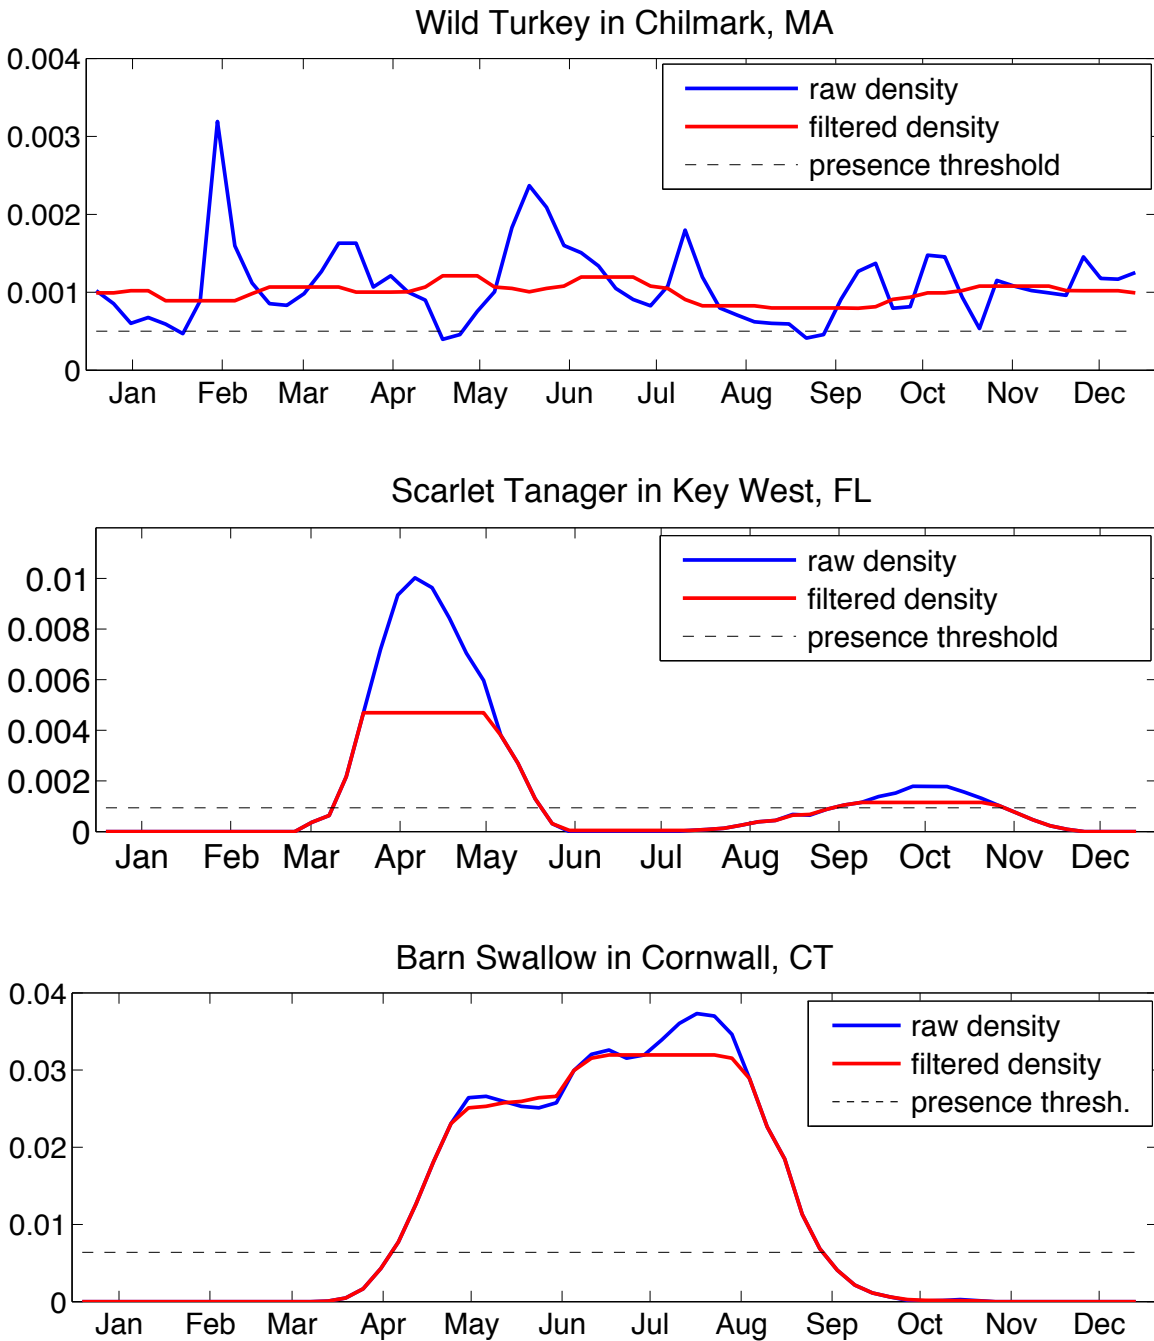 Wild Turkey in Chilmark, MA
0.004
0.003
0.002
0.001
0
raw density
filtered density
presence threshold
Jan Feb Mar Apr May Jun Jul Aug Sep Oct Nov Dec
Scarlet Tanager in Key West, FL
0.01
0.008
0.006
0.004
0.002
0
raw density
filtered density
presence threshold
Jan Feb Mar Apr May Jun Jul Aug Sep Oct Nov Dec
Barn Swallow in Cornwall, CT
0.04
0.03
0.02
0.01
0
raw density
filtered density
presence thresh.
Jan Feb Mar Apr May Jun Jul Aug Sep Oct Nov Dec